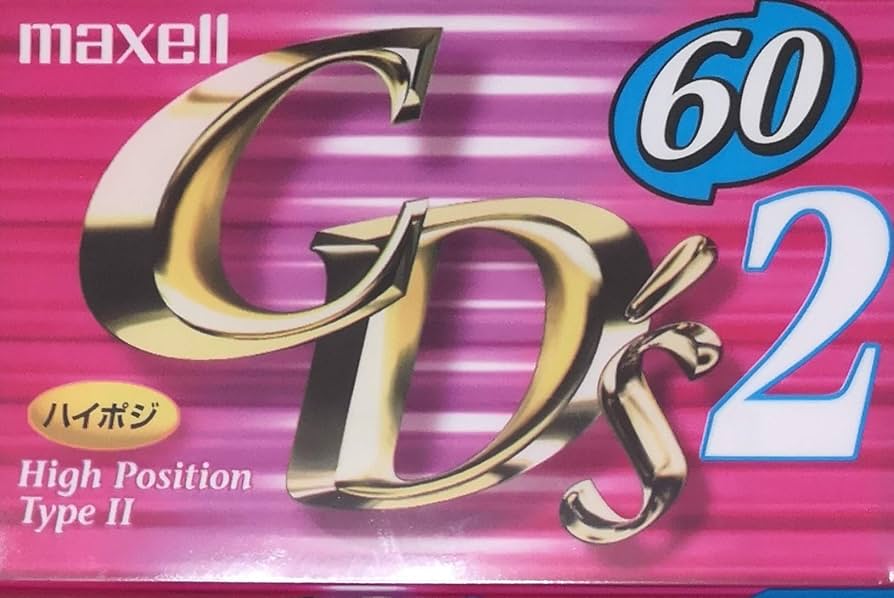 maxell
60
CD's 2
ハイポジ
High Position
Type II